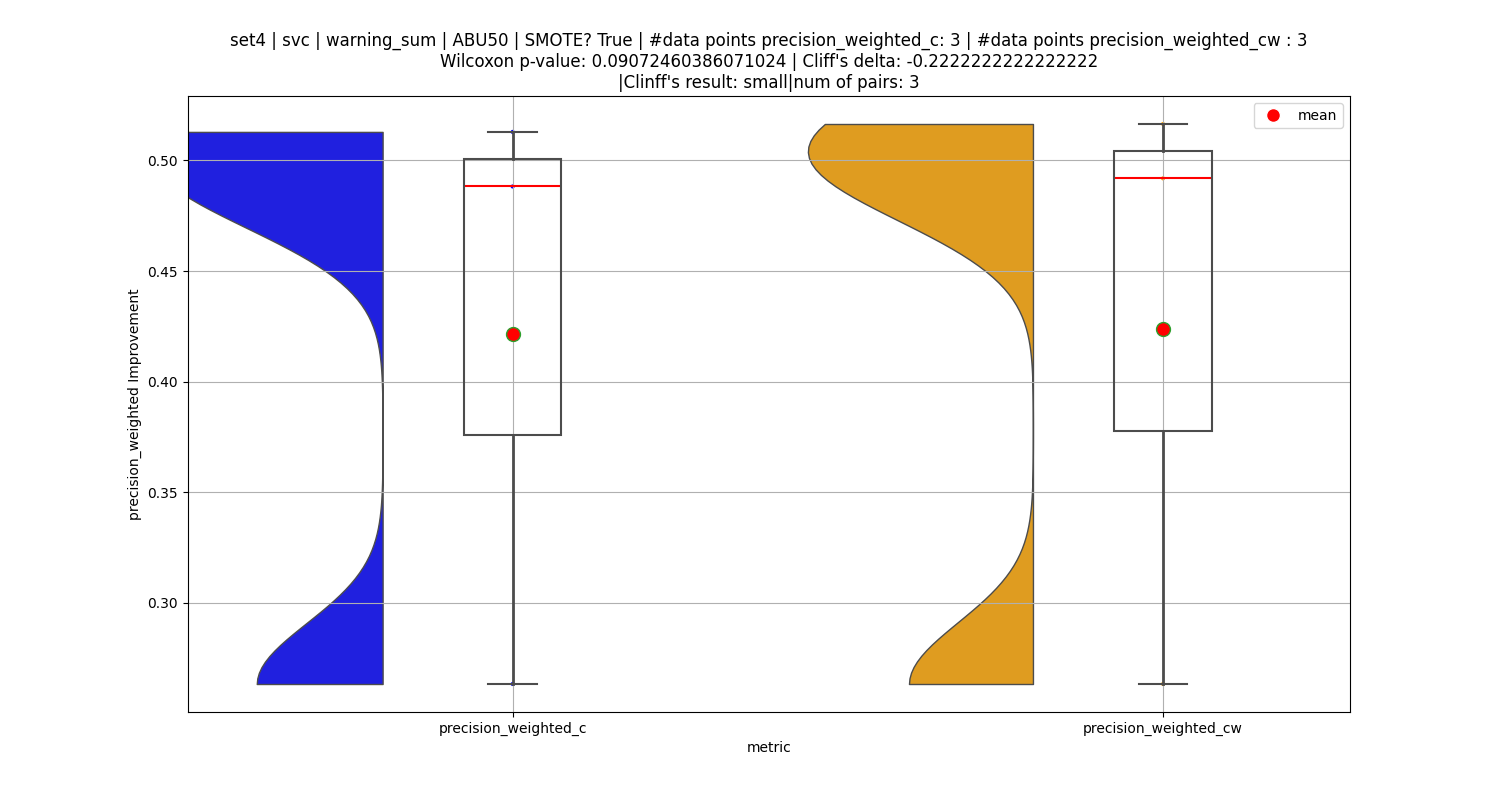 set4 | svc | warning_sum | ABU50 | SMOTE? True | #data points precision_weighted_c: 3 | #data points precision_weighted_cw : 3
Wilcoxon p-value: 0.09072460386071024 | Cliff's delta: -0.2222222222222222
|Clinff's result: small|num of pairs: 3
mean
0.50
0.45
0.40
0.35
0.30
precision_weighted Improvement
precision_weighted_c
precision_weighted_cw
metric